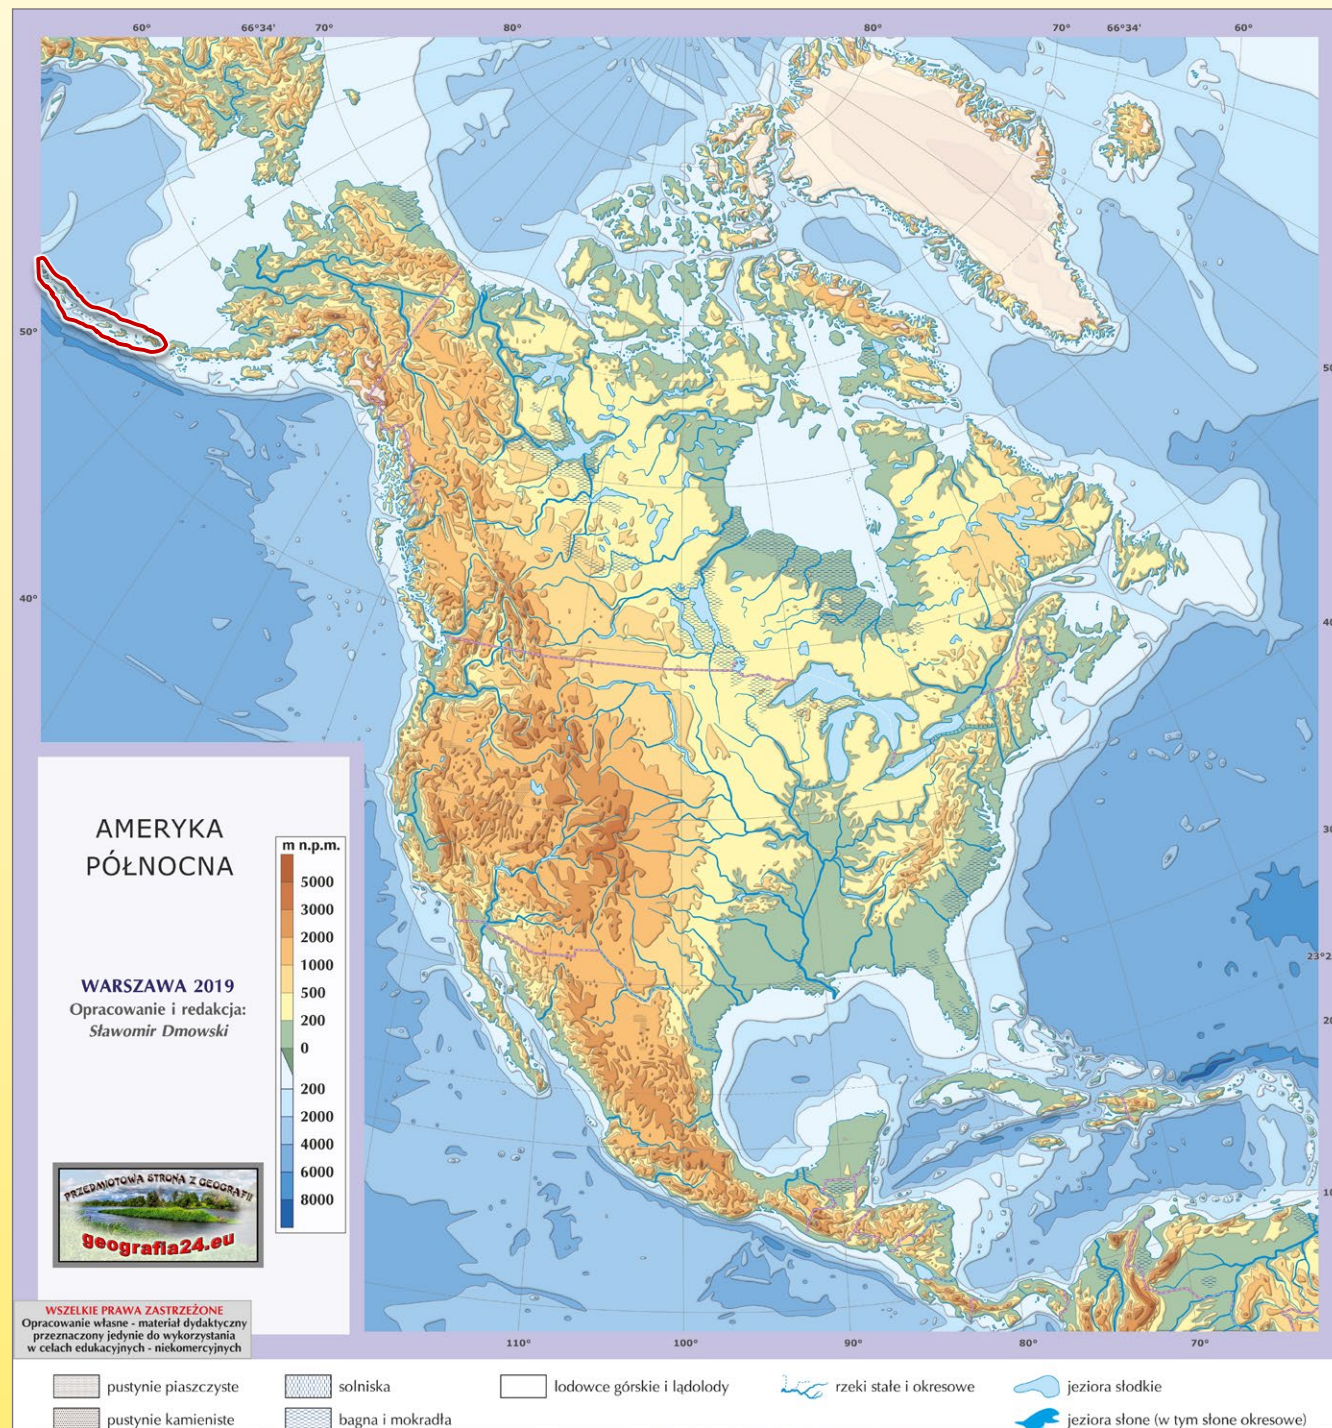 60° 66°34' 70° 80° 80° 70° 66°34' 60°
50°
40°
40°
30°
20°
AMERYKA
PÓŁNOCNA
WARSZAWA 2019
Opracowanie i redakcja:
Sławomir Dmowski
m n.p.m.
5000
3000
2000
1000
500
200
0
200
2000
4000
6000
8000
PRZEDMIOTOWA STRONA Z GEOGRAFII
geografia24.eu
WSZELKIE PRAWA ZASTRZEŻONE
Opracowanie własne - materiał dydaktyczny
przeznaczony jedynie do wykorzystania
w celach edukacyjnych - niekomercyjnych
110° 100° 90° 80° 70°
pustynie piaszczyste solniska lodowce górskie i lądolody rzeki stałe i okresowe jeziora słodkie
pustynie kamieniste bagna i mokradła jeziora słone (w tym słone okresowe)